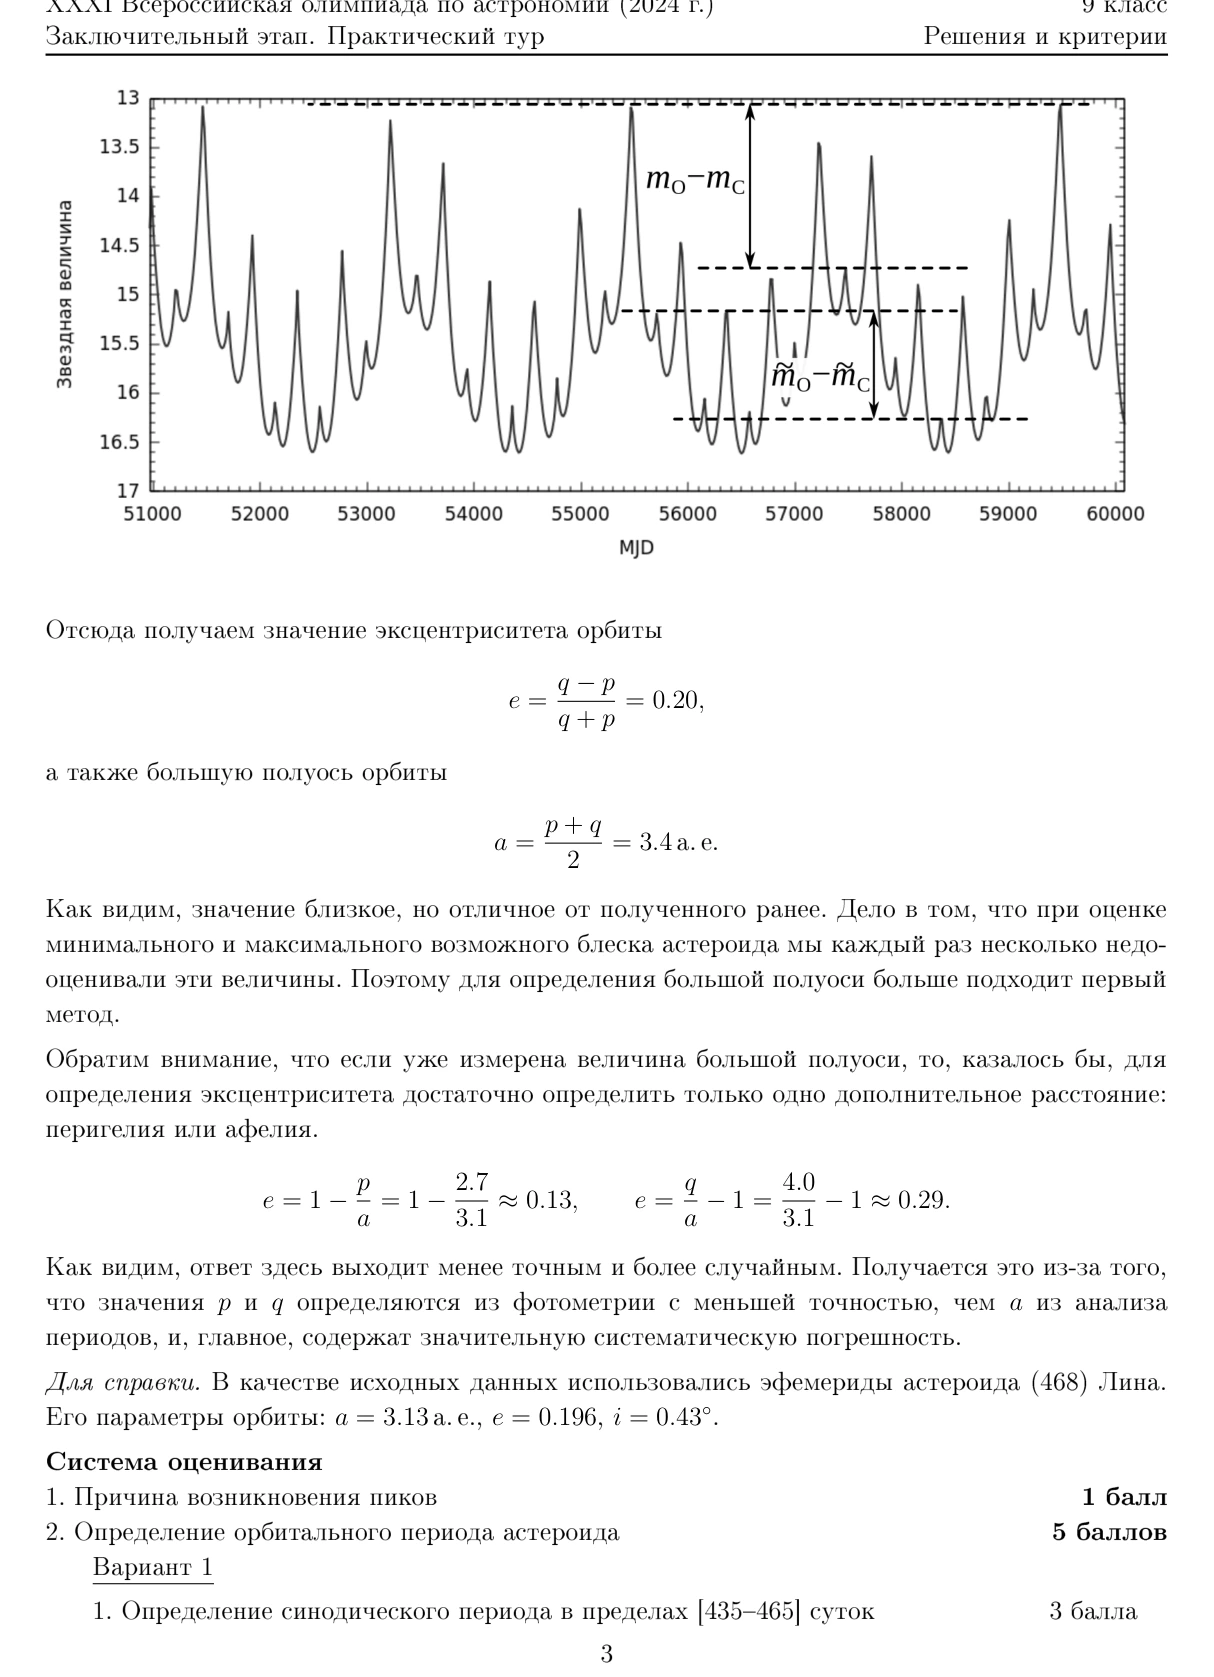 XXXI Всероссийская олимпиада по астрономии (2024 г.) 9 класс
Заключительный этап. Практический тур Решения и критерии
13
13.5
14
14.5
15
15.5
16
16.5
17
Звездная величина
mO−mC
m̃O−m̃C
51000 52000 53000 54000 55000 56000 57000 58000 59000 60000
MJD
Отсюда получаем значение эксцентриситета орбиты
e = (q − p)/(q + p) = 0.20,
а также большую полуось орбиты
a = (p + q)/2 = 3.4 а. е.
Как видим, значение близкое, но отличное от полученного ранее. Дело в том, что при оценке
минимального и максимального возможного блеска астероида мы каждый раз несколько недо-
оценивали эти величины. Поэтому для определения большой полуоси больше подходит первый
метод.
Обратим внимание, что если уже измерена величина большой полуоси, то, казалось бы, для
определения эксцентриситета достаточно определить только одно дополнительное расстояние:
перигелия или афелия.
e = 1 − p/a = 1 − 2.7/3.1 ≈ 0.13, e = q/a − 1 = 4.0/3.1 − 1 ≈ 0.29.
Как видим, ответ здесь выходит менее точным и более случайным. Получается это из-за того,
что значения p и q определяются из фотометрии с меньшей точностью, чем a из анализа
периодов, и, главное, содержат значительную систематическую погрешность.
Для справки. В качестве исходных данных использовались эфемериды астероида (468) Лина.
Его параметры орбиты: a = 3.13 а. е., e = 0.196, i = 0.43°.
Система оценивания
1. Причина возникновения пиков 1 балл
2. Определение орбитального периода астероида 5 баллов
Вариант 1
1. Определение синодического периода в пределах [435–465] суток 3 балла
3